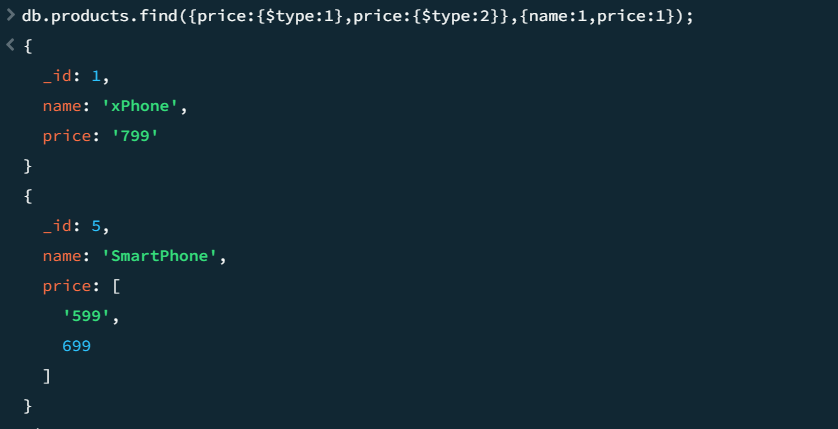 > db.products.find({price:{$type:1},price:{$type:2}},{name:1,price:1});
< {
_id: 1,
name: 'xPhone',
price: '799'
}
{
_id: 5,
name: 'SmartPhone',
price: [
'599',
699
]
}